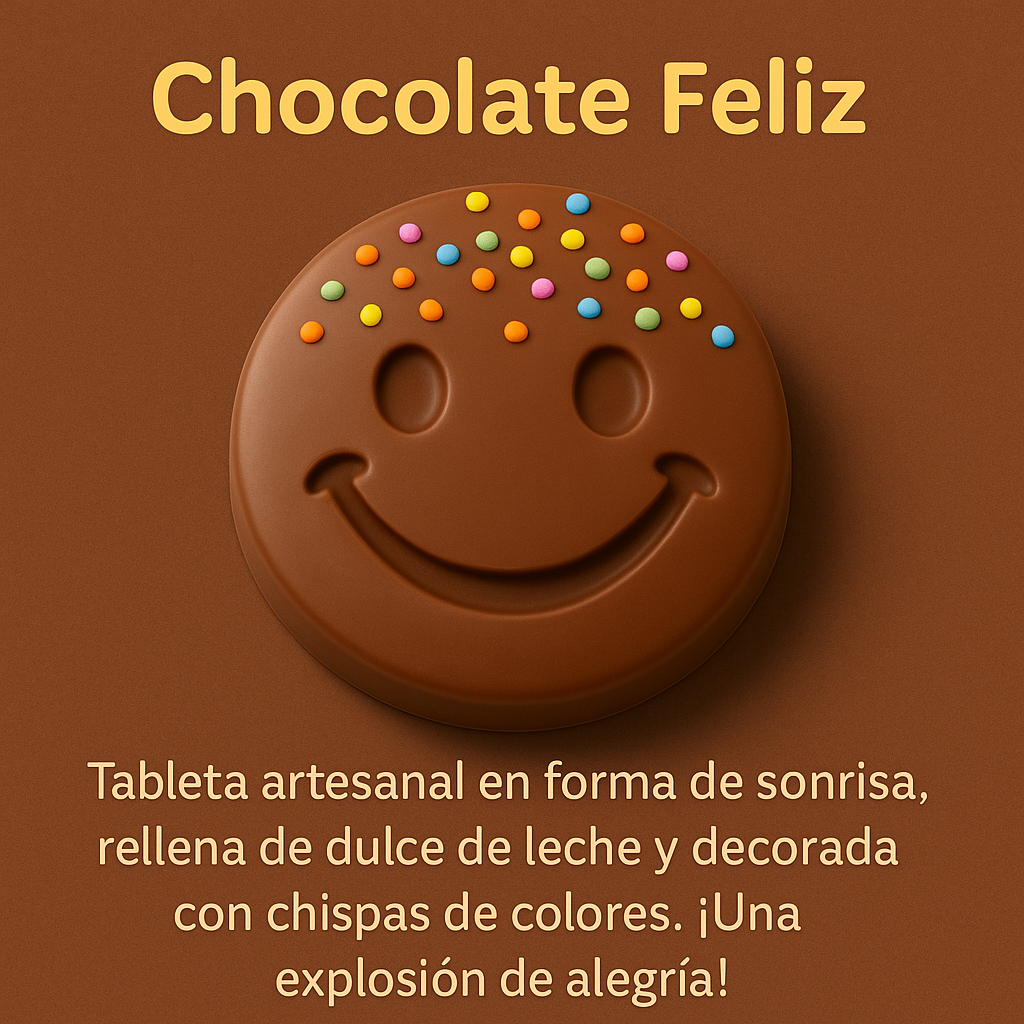 Chocolate Feliz
Tableta artesanal en forma de sonrisa,
rellena de dulce de leche y decorada
con chispas de colores. ¡Una
explosión de alegría!